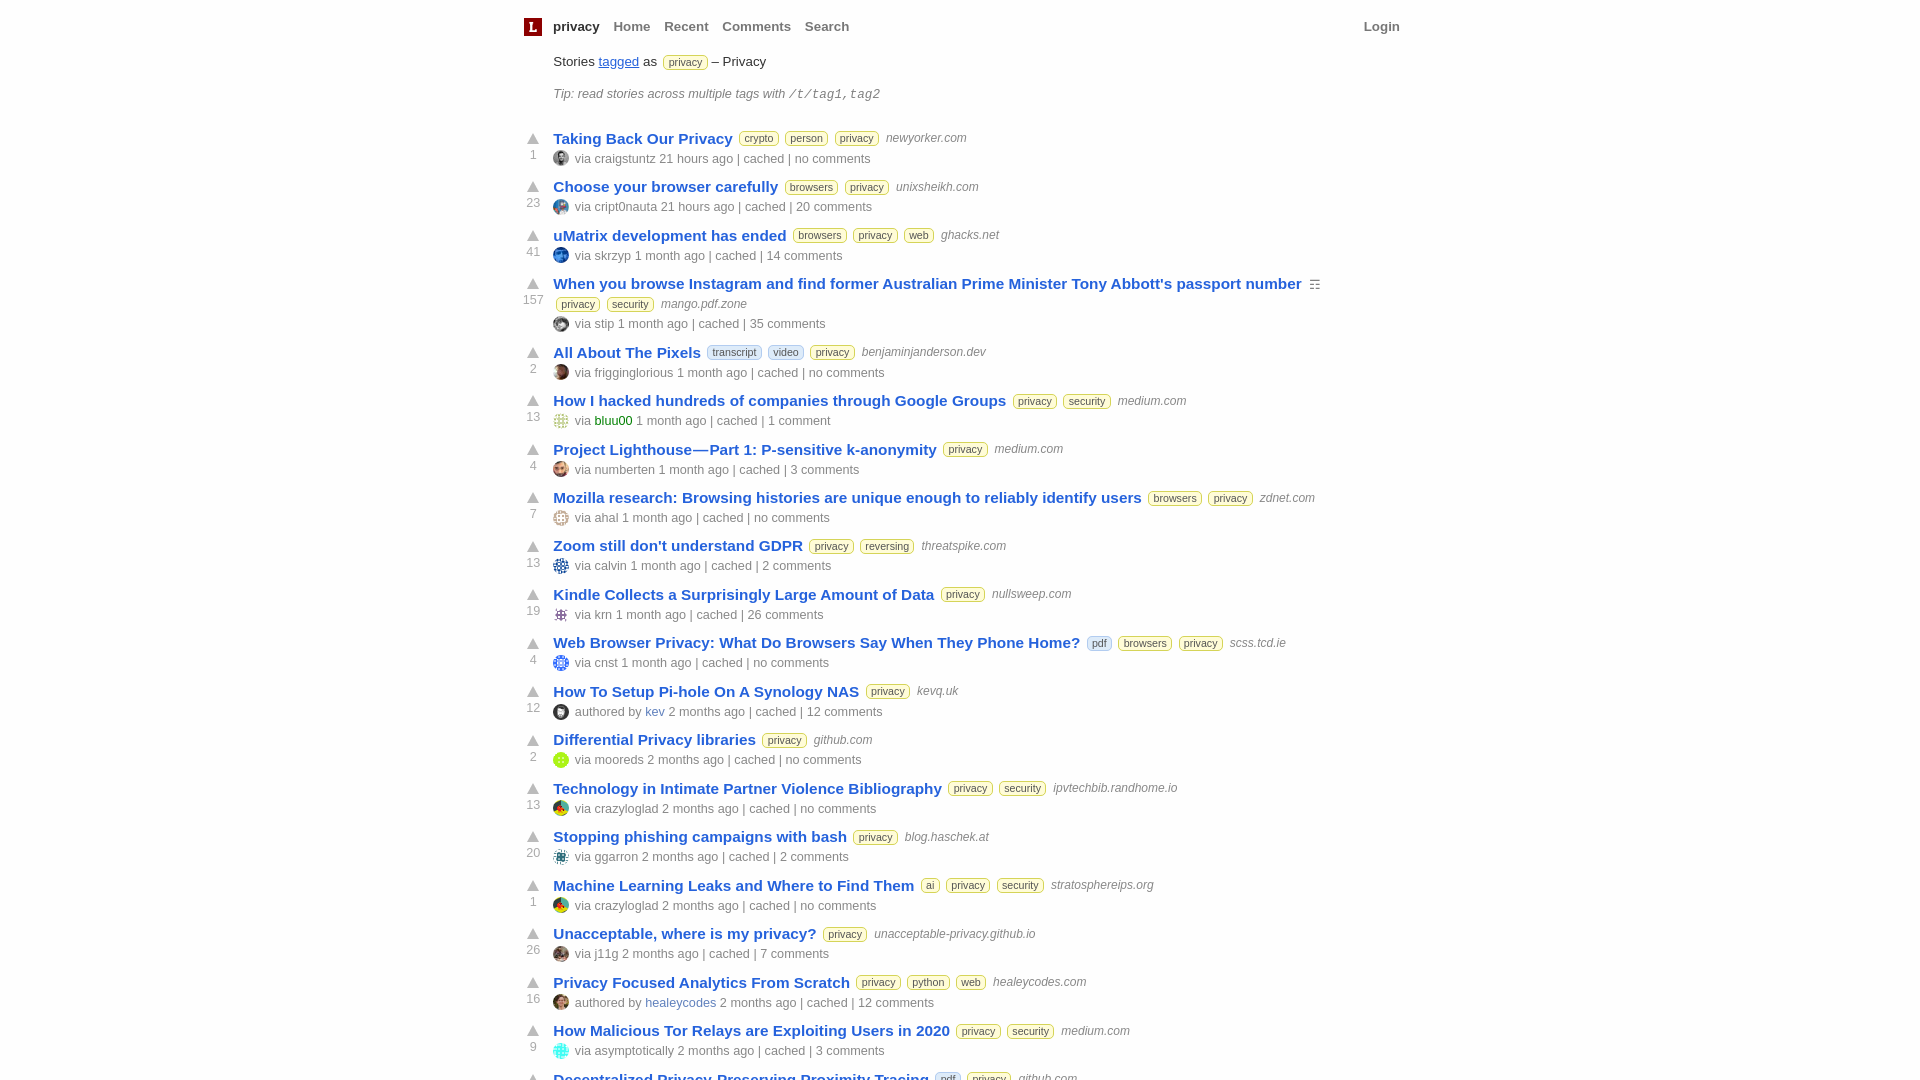 L privacy Home Recent Comments Search Login
Stories tagged as privacy – Privacy
Tip: read stories across multiple tags with /t/tag1,tag2
Taking Back Our Privacy crypto person privacy newyorker.com
1 via craigstuntz 21 hours ago | cached | no comments
Choose your browser carefully browsers privacy unixsheikh.com
23 via cript0nauta 21 hours ago | cached | 20 comments
uMatrix development has ended browsers privacy web ghacks.net
41 via skrzyp 1 month ago | cached | 14 comments
When you browse Instagram and find former Australian Prime Minister Tony Abbott's passport number ☶
157 privacy security mango.pdf.zone
via stip 1 month ago | cached | 35 comments
All About The Pixels transcript video privacy benjaminjanderson.dev
2 via frigginglorious 1 month ago | cached | no comments
How I hacked hundreds of companies through Google Groups privacy security medium.com
13 via bluu00 1 month ago | cached | 1 comment
Project Lighthouse — Part 1: P-sensitive k-anonymity privacy medium.com
4 via numberten 1 month ago | cached | 3 comments
Mozilla research: Browsing histories are unique enough to reliably identify users browsers privacy zdnet.com
7 via ahal 1 month ago | cached | no comments
Zoom still don't understand GDPR privacy reversing threatspike.com
13 via calvin 1 month ago | cached | 2 comments
Kindle Collects a Surprisingly Large Amount of Data privacy nullsweep.com
19 via krn 1 month ago | cached | 26 comments
Web Browser Privacy: What Do Browsers Say When They Phone Home? pdf browsers privacy scss.tcd.ie
4 via cnst 1 month ago | cached | no comments
How To Setup Pi-hole On A Synology NAS privacy kevq.uk
12 authored by kev 2 months ago | cached | 12 comments
Differential Privacy libraries privacy github.com
2 via mooreds 2 months ago | cached | no comments
Technology in Intimate Partner Violence Bibliography privacy security ipvtechbib.randhome.io
13 via crazyloglad 2 months ago | cached | no comments
Stopping phishing campaigns with bash privacy blog.haschek.at
20 via ggarron 2 months ago | cached | 2 comments
Machine Learning Leaks and Where to Find Them ai privacy security stratosphereips.org
1 via crazyloglad 2 months ago | cached | no comments
Unacceptable, where is my privacy? privacy unacceptable-privacy.github.io
26 via j11g 2 months ago | cached | 7 comments
Privacy Focused Analytics From Scratch privacy python web healeycodes.com
16 authored by healeycodes 2 months ago | cached | 12 comments
How Malicious Tor Relays are Exploiting Users in 2020 privacy security medium.com
9 via asymptotically 2 months ago | cached | 3 comments
Decentralized Privacy-Preserving Proximity Tracing pdf privacy github.com